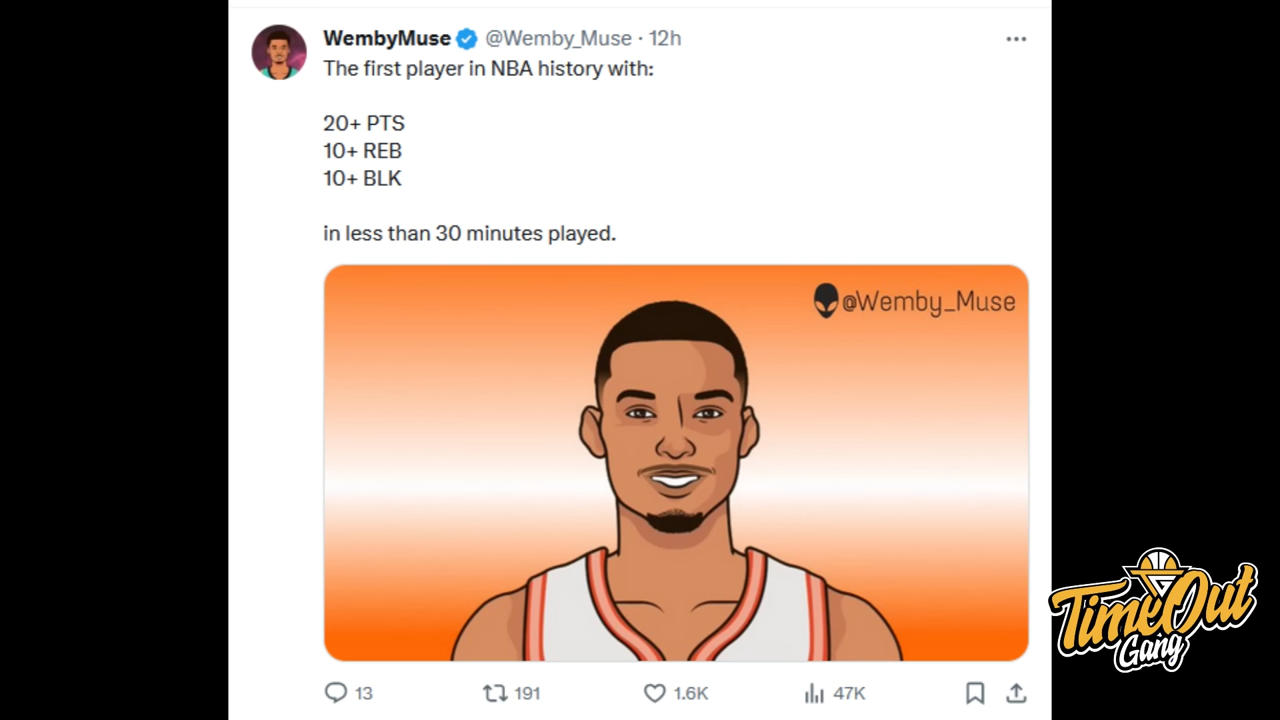 WembyMuse @Wemby_Muse · 12h
The first player in NBA history with:
20+ PTS
10+ REB
10+ BLK
in less than 30 minutes played.
@Wemby_Muse
13 191 1.6K 47K
TimeOut
Gang